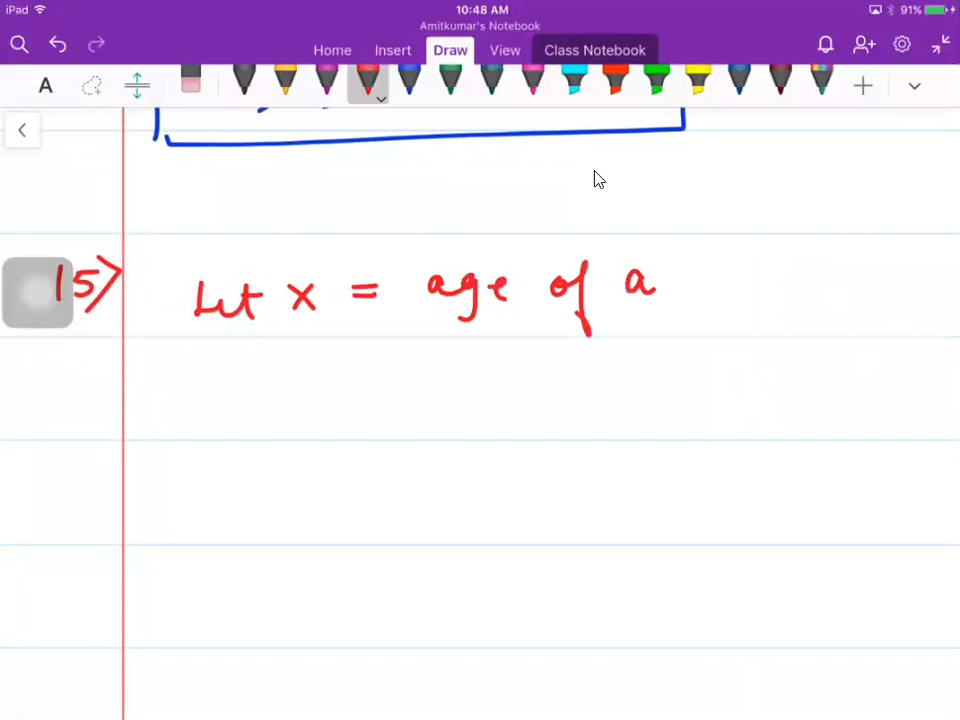 iPad 10:48 AM 91%
Amitkumar's Notebook
Home Insert Draw View Class Notebook
A
15> Let x = age of a